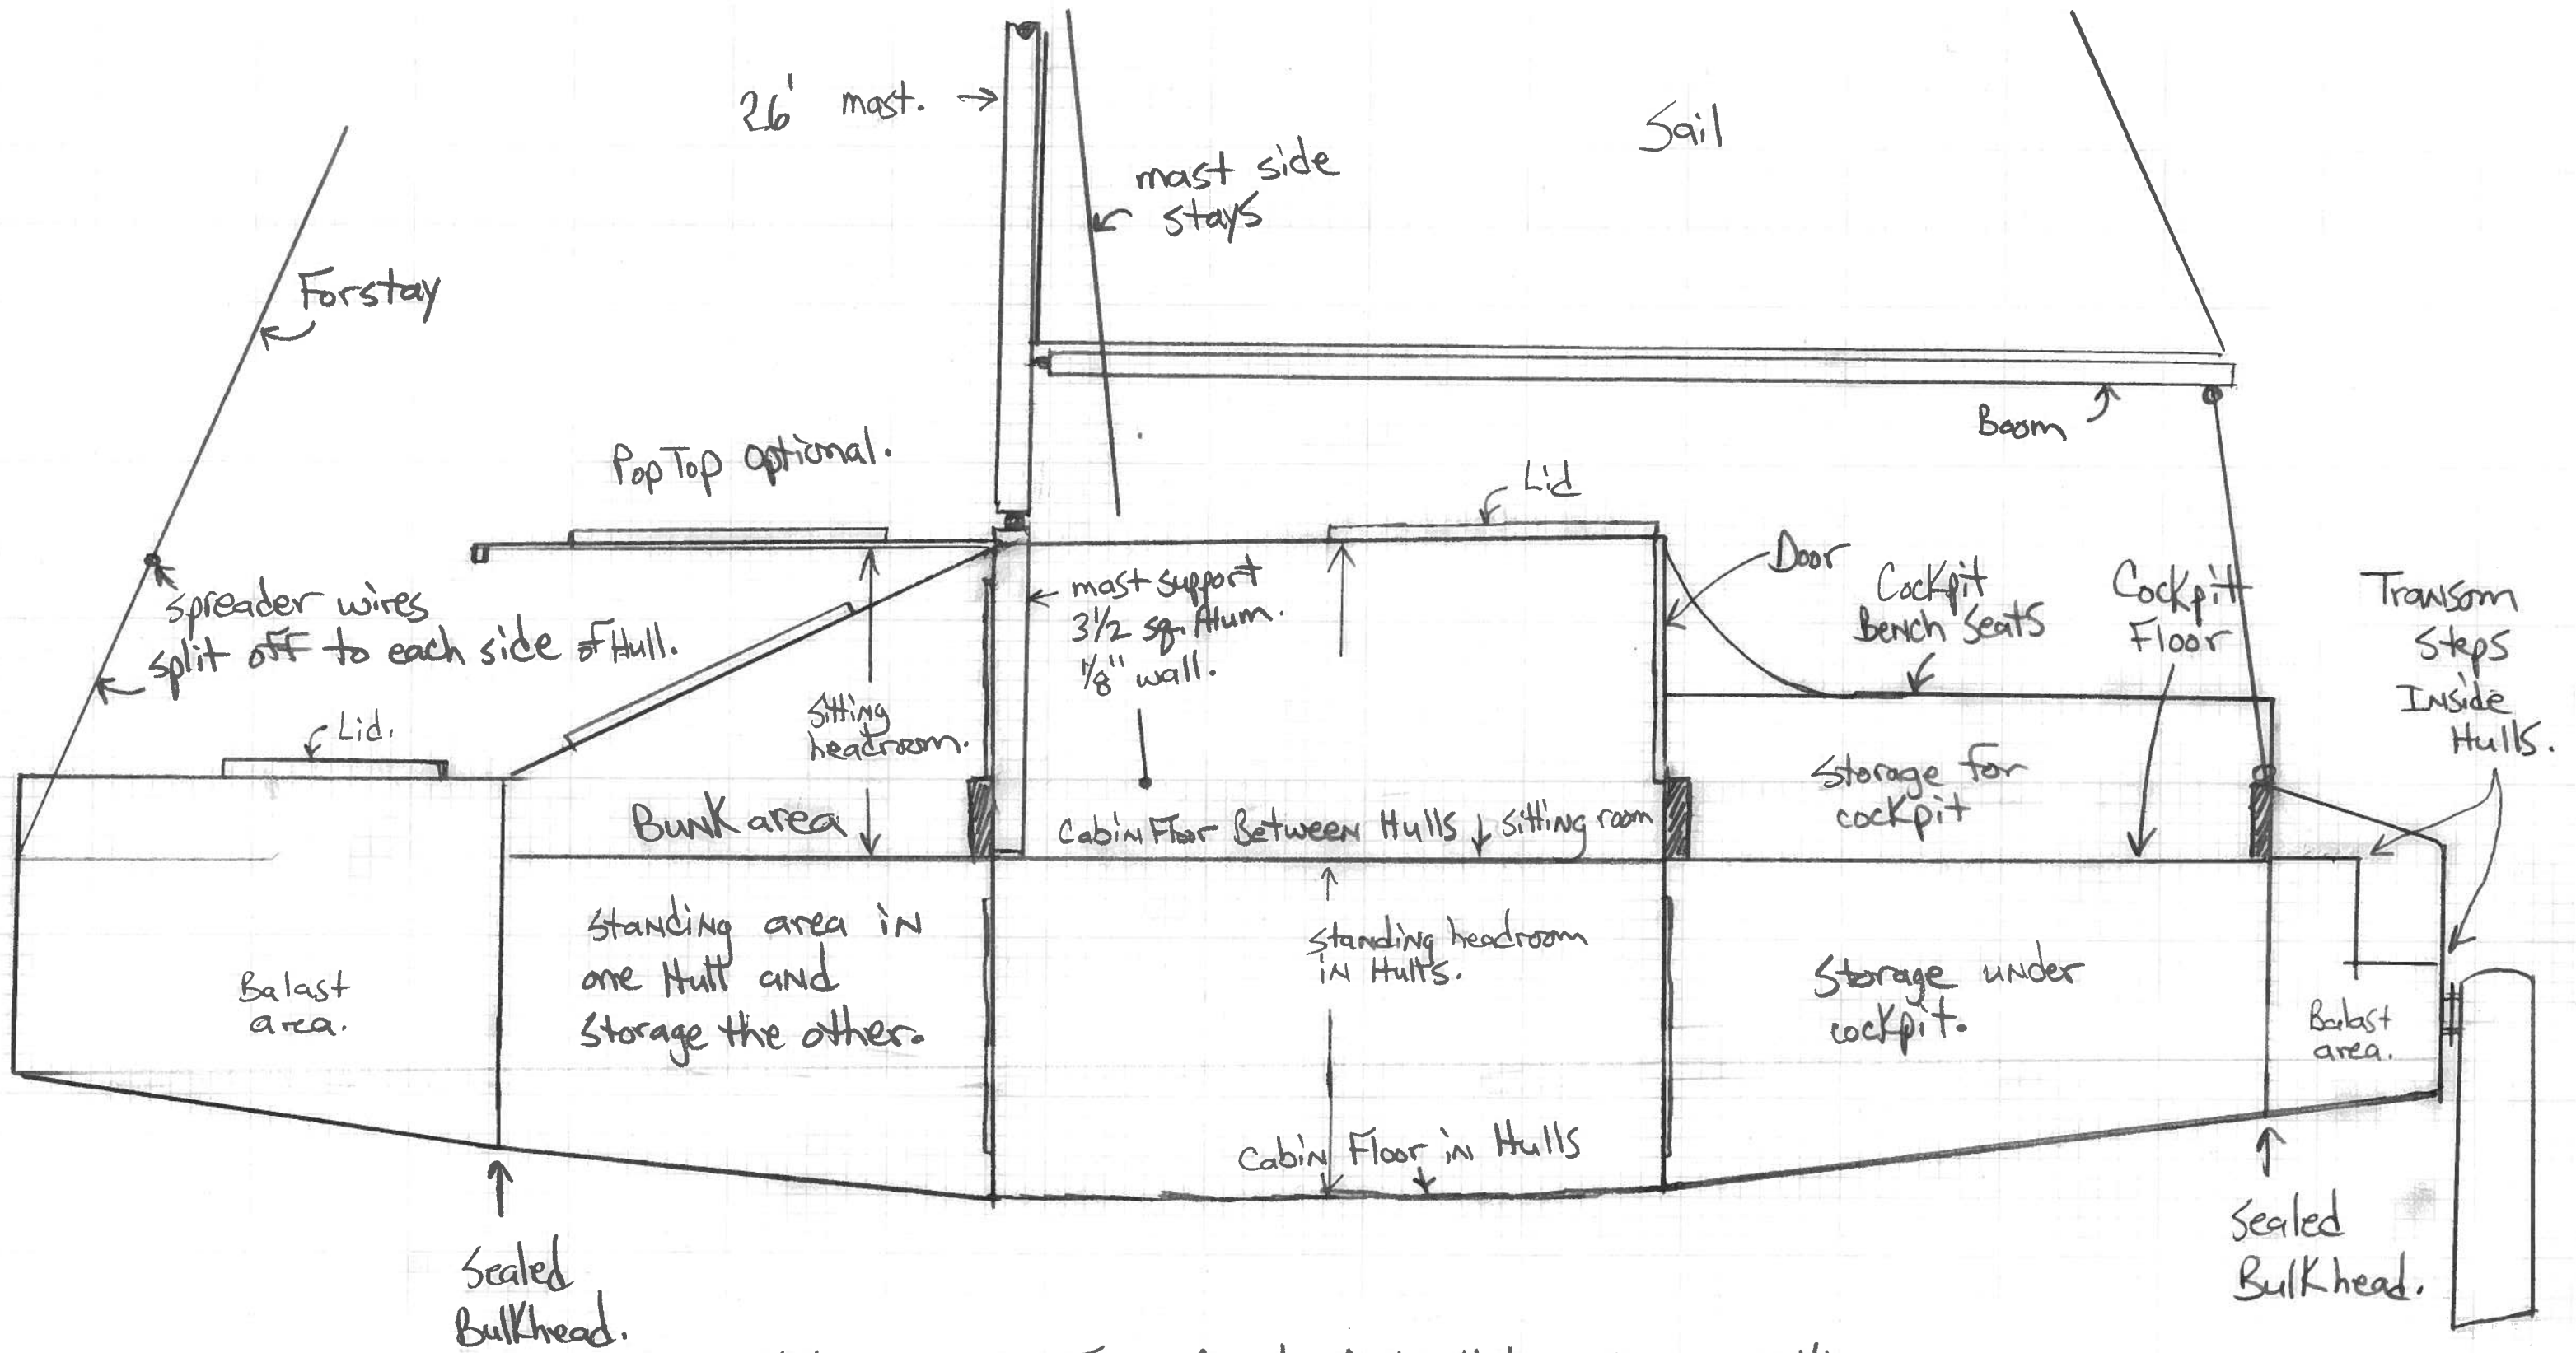 26' mast.
Sail
mast side
stays
Forstay
Boom
PopTop optional.
Lid
Door
Cockpit
Bench Seats
Cockpit
Floor
Transom
Steps
Inside
Hulls.
Spreader wires
split off to each side of Hull.
mast support
3 1/2 sq. Alum.
1/8" wall.
Lid.
Sitting
headroom.
Storage for
cockpit
Bunk area
Cabin Floor Between Hulls
sitting room
Standing area in
one Hull and
Storage the other.
Standing headroom
in Hulls.
Storage under
cockpit.
Balast
area.
Balast
area.
Cabin Floor in Hulls
Sealed
Bulkhead.
Sealed
Bulkhead.